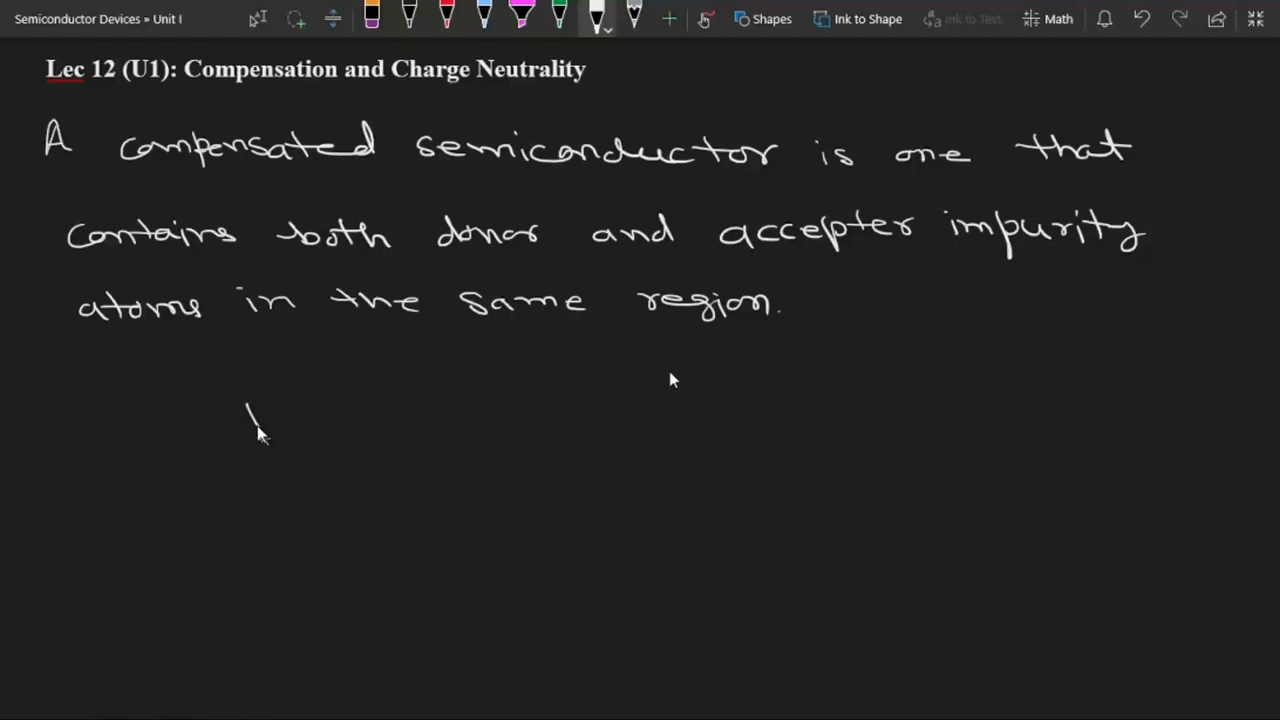 Semiconductor Devices » Unit I
Shapes
Ink to Shape
Ink to Text
Math
Lec 12 (U1): Compensation and Charge Neutrality
A compensated semiconductor is one that
contains both donor and accepter impurity
atoms in the same region.